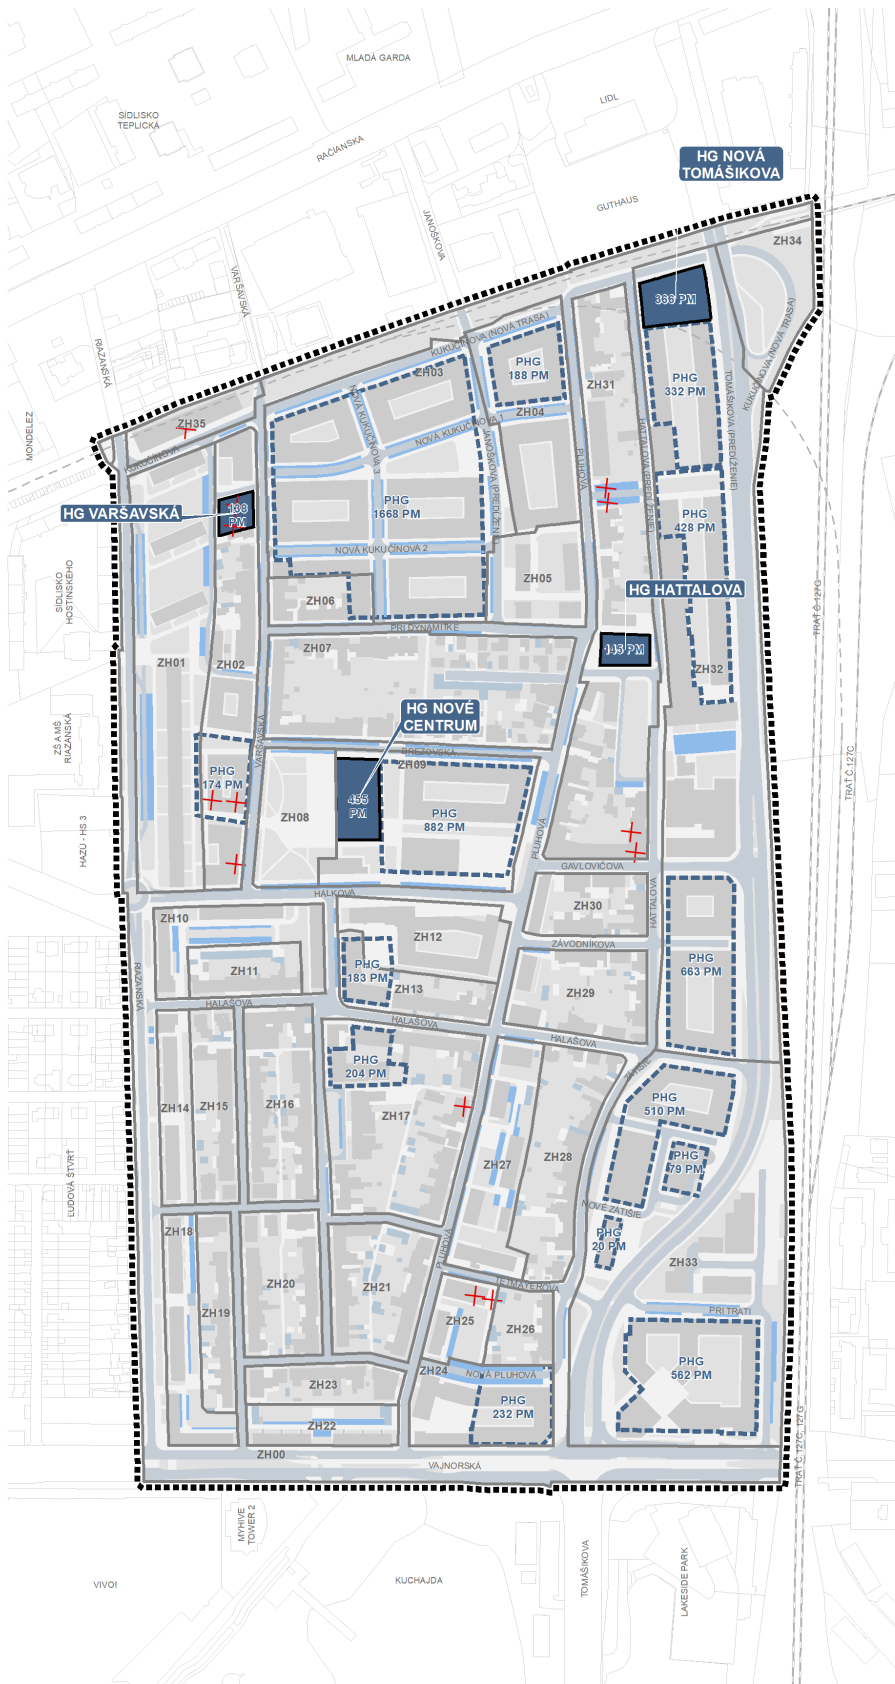 MLADÁ GARDA
LIDL
SÍDLISKO
TEPLICKÁ
RAČIANSKA
HG NOVÁ
TOMÁŠIKOVA
GUTHAUS
JANOŠKOVA
ZH34
VARŠAVSKÁ
366 PM
RIAZANSKÁ
KUKUČÍNOVA (NOVÁ TRASA)
KUKUČÍNOVA (NOVÁ TRASA)
ZH03
PHG
188 PM
ZH31
PHG
332 PM
TOMÁŠIKOVA (PREDĹŽENIE)
NOVÁ KUKUČÍNOVA 3
NOVÁ KUKUČÍNOVA 1
ZH04
MONDELEZ
ZH35
KUKUČÍNOVA
JANOŠKOVA (PREDĹŽENIE)
PLUHOVÁ
HATTALOVA (PREDĹŽENIE)
HG VARŠAVSKÁ
138
PM
PHG
1668 PM
PHG
428 PM
NOVÁ KUKUČÍNOVA 2
SÍDLISKO
HOSTINSKÉHO
ZH05
HG HATTALOVA
TRAŤ Č.127G
ZH06
PRI DYNAMITKE
ZH07
145 PM
ZH01
ZH02
ZH32
HG NOVÉ
CENTRUM
ZŠ A MŠ
RIAZANSKÁ
VARŠAVSKÁ
BREZOVSKÁ
ZH09
TRAŤ Č.127C
PHG
174 PM
455
PM
PHG
882 PM
ZH08
HAZU - HS 3
PLUHOVÁ
GAVLOVIČOVA
HÁLKOVA
HATTALOVA
ZH10
ZH30
ZH12
ZÁVODNÍKOVA
PHG
663 PM
ZH11
PHG
183 PM
RIAZANSKÁ
ZH13
ZH29
HALAŠOVA
HALAŠOVA
HALAŠOVA
ZÁTIŠIE
PHG
204 PM
ZH14
ZH15
ZH16
ZH17
PHG
510 PM
ZH28
ZH27
PHG
79 PM
ĽUDOVÁ ŠTVRŤ
NOVÉ ZÁTIŠIE
ZH18
PHG
20 PM
PLUHOVÁ
ZH33
ZH20
ZH21
TETMAYEROVA
ZH19
PRI TRATI
ZH25
ZH26
ZH24
NOVÁ PLUHOVÁ
PHG
562 PM
ZH23
PHG
232 PM
ZH22
ZH00
VAJNORSKÁ
TRAŤ Č.127C, 127G
MYHIVE
TOWER 2
TOMÁŠIKOVA
LAKESIDE PARK
VIVO!
KUCHAJDA